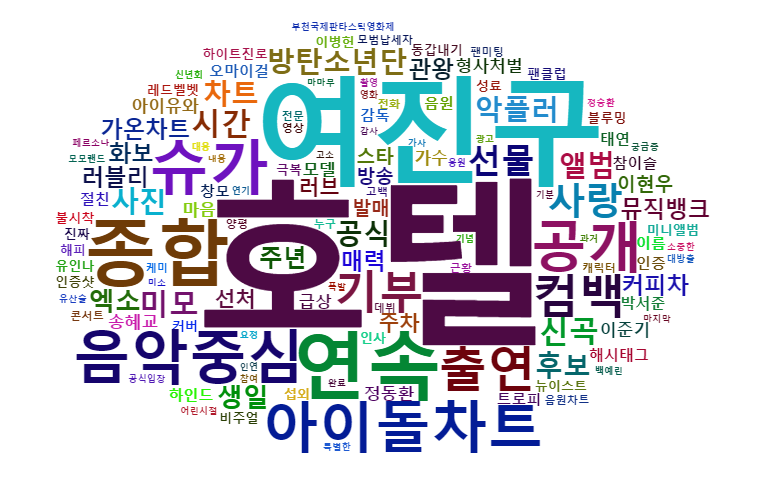 부천국제판타스틱영화제
이병헌 모범납세자 동갑내기 팬미팅
하이트진로 방탄소년단 관왕 형사처벌
신년회 오마이걸 마마무 촬영 성료 팬클럽
레드벨벳 차트 여진구 영화 정승환
아이유와 시간 전문 전화 음원 악플러 블루밍
가온차트 영상 감독 광고 태연
페르소나 화보 대응 슈가 감사 가사 선물 앨범 궁금증
모모랜드 내용 고소 스타 가수 응원 참이슬
러블리 극복 모델 방송 이현우
절친 사진 창모 연기 러브 고백 기분 사랑
불시착 마음 호텔 발매 뮤직뱅크
진짜 종합 양평 누구 공식 기념 공개 과거 이름 미니앨범
해피 주년 매력 소중한 대방출
유인나 케미 근황 컴백 캐릭터 인증
인증샷 미소 폭발 기부 커피차
유산슬 엑소 미모 선처 급상 데뷔 박서준
콘서트 송혜교 커버 주차 신곡 이준기 마지막
음악중심 요정 연속 인사 출연 후보 해시태그
인연 백예린
공식입장 참여 완료 뉴이스트
하인드 생일 섭외 정동환 트로피 음원차트
어린시절 비주얼 아이돌차트
특별한